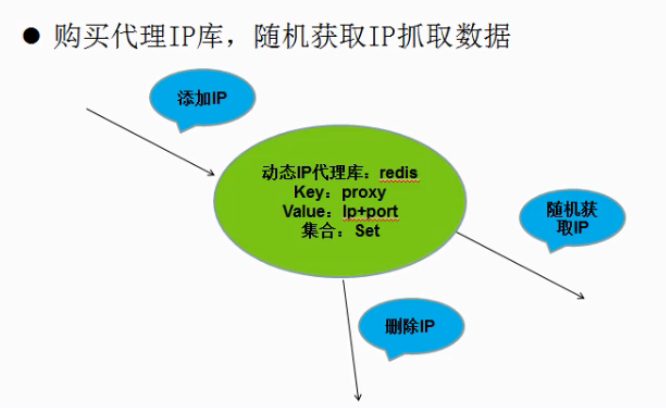 ● 购买代理IP库，随机获取IP抓取数据
添加IP
动态IP代理库：redis
Key：proxy
Value：Ip+port
集合：Set
随机获
取IP
删除IP